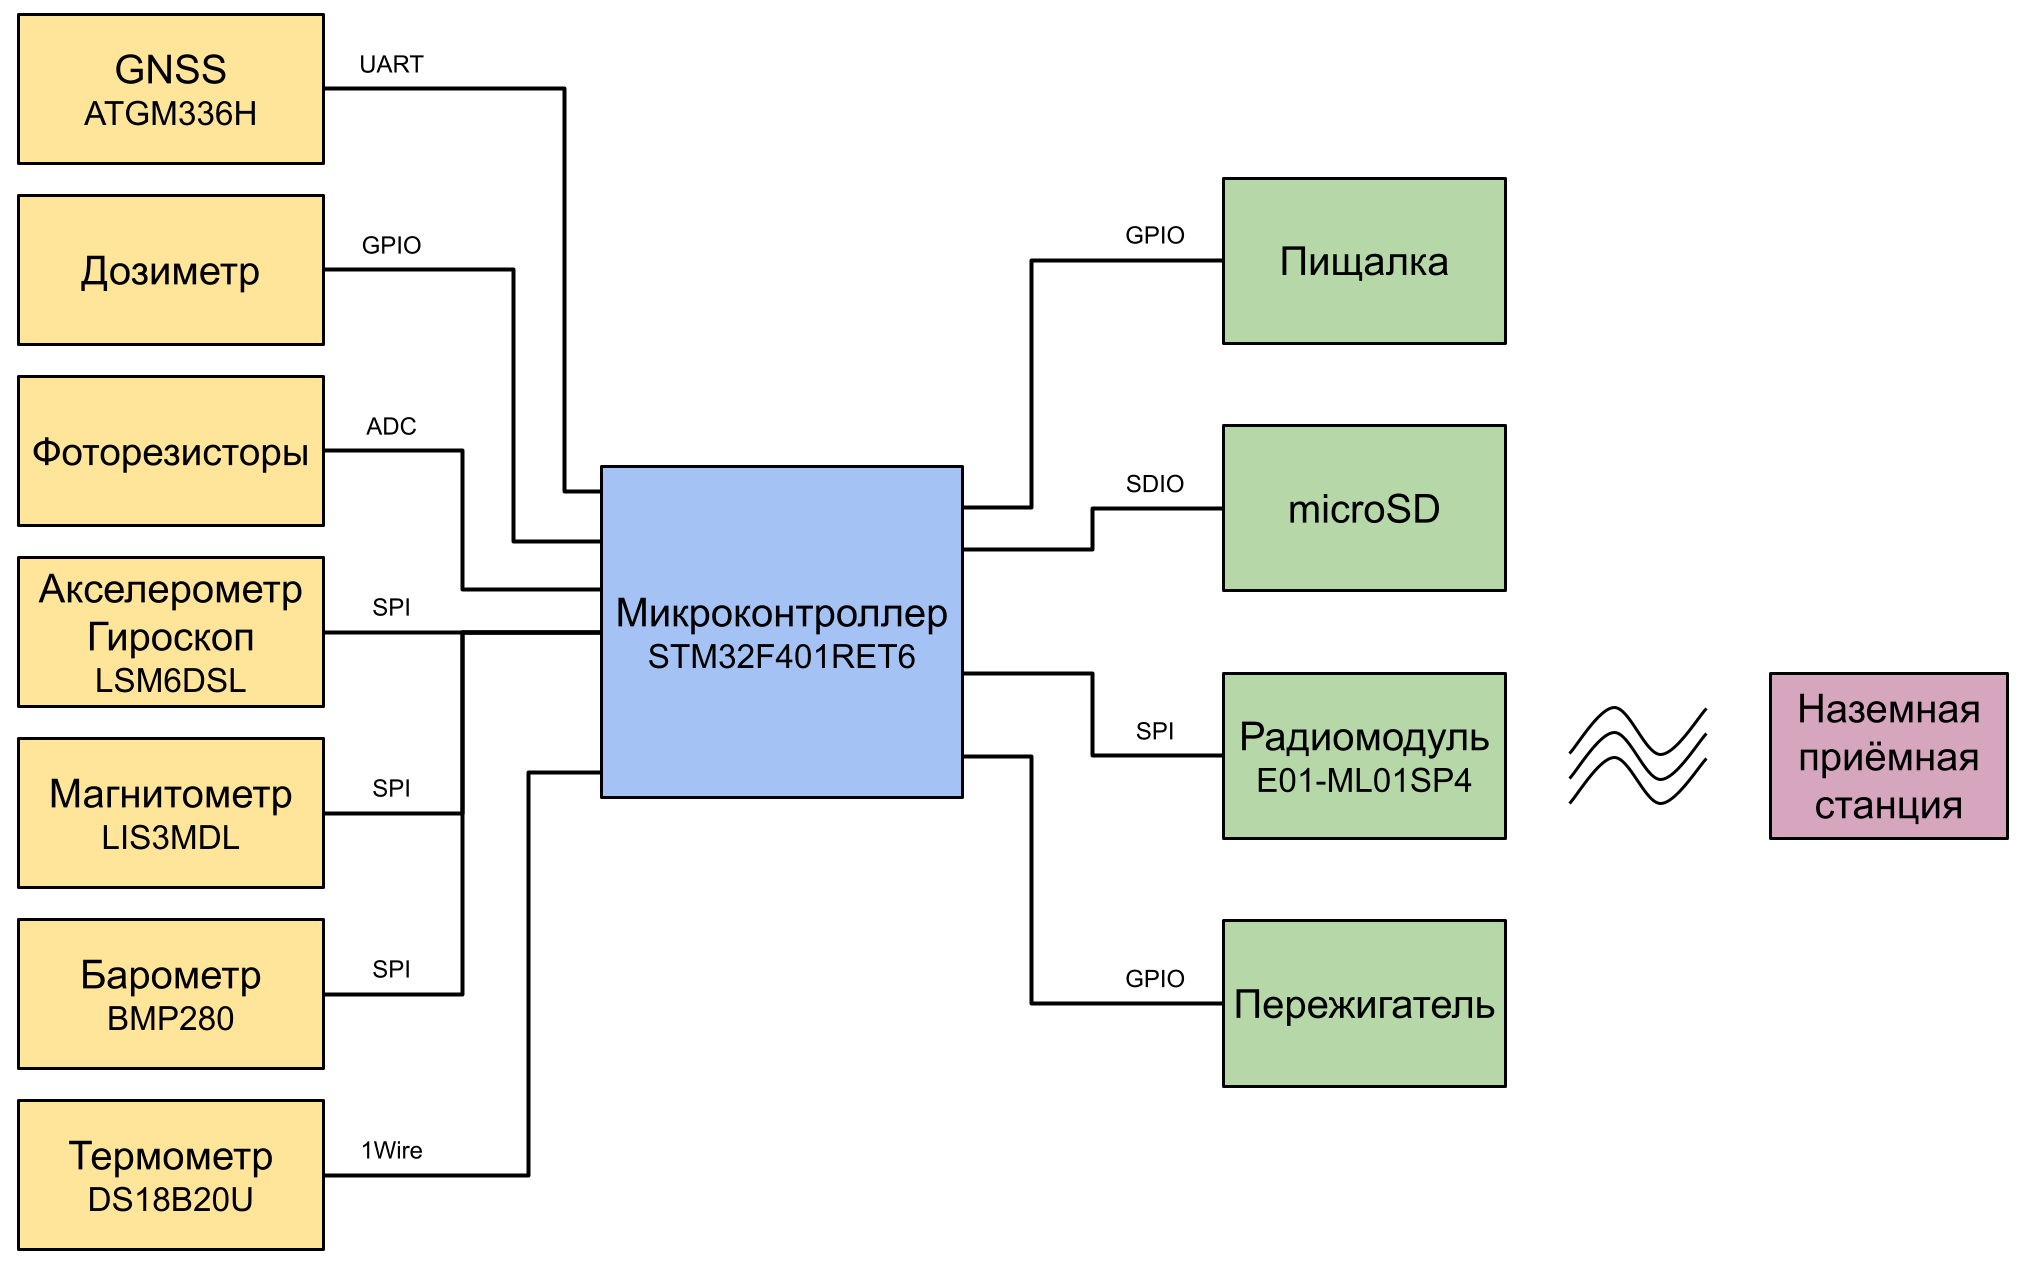 GNSS
ATGM336H
UART
Дозиметр
GPIO
Фоторезисторы
ADC
Акселерометр
Гироскоп
LSM6DSL
SPI
Магнитометр
LIS3MDL
SPI
Барометр
BMP280
SPI
Термометр
DS18B20U
1Wire
Микроконтроллер
STM32F401RET6
GPIO
Пищалка
SDIO
microSD
SPI
Радиомодуль
E01-ML01SP4
GPIO
Пережигатель
Наземная
приёмная
станция